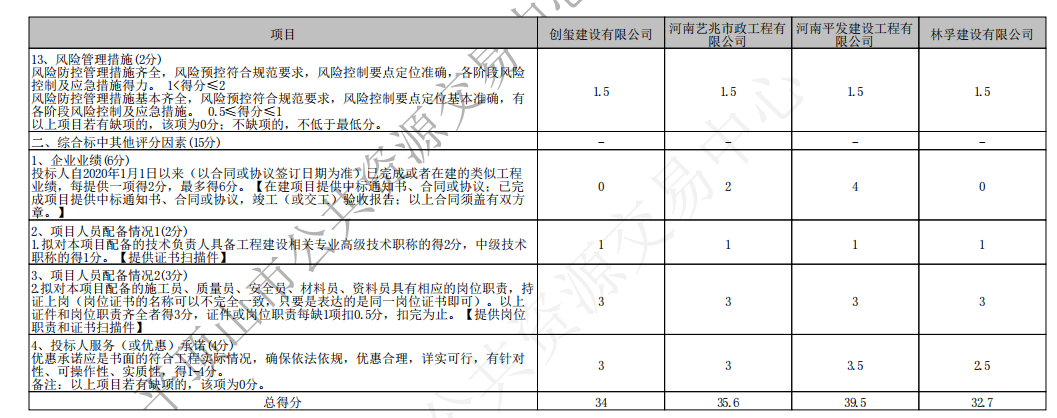 项目 创玺建设有限公司 河南艺兆市政工程有限公司 河南平发建设工程有限公司 林孚建设有限公司
13、风险管理措施(2分)
风险防控管理措施齐全，风险预控符合规范要求，风险控制要点定位准确，各阶段风险
控制及应急措施得力。 1<得分≤2
风险防控管理措施基本齐全，风险预控符合规范要求，风险控制要点定位基本准确，有
各阶段风险控制及应急措施。 0.5≤得分≤1
以上项目若有缺项的，该项为0分；不缺项的，不低于最低分。
1.5 1.5 1.5 1.5
二、综合标中其他评分因素(15分) — — — —
1、企业业绩(6分)
投标人自2020年1月1日以来（以合同或协议签订日期为准）已完成或者在建的类似工程
业绩，每提供一项得2分，最多得6分。【在建项目提供中标通知书、合同或协议；已完
成项目提供中标通知书、合同或协议，竣工（或交工）验收报告；以上合同须盖有双方
章。】
0 2 4 0
2、项目人员配备情况1(2分)
1.拟对本项目配备的技术负责人具备工程建设相关专业高级技术职称的得2分，中级技术
职称的得1分。【提供证书扫描件】
1 1 1 1
3、项目人员配备情况2(3分)
2.拟对本项目配备的施工员、质量员、安全员、材料员、资料员具有相应的岗位职责，持
证上岗（岗位证书的名称可以不完全一致，只要是表达的是同一岗位证书即可）。以上
证件和岗位职责齐全者得3分，证件或岗位职责每缺1项扣0.5分，扣完为止。【提供岗位
职责和证书扫描件】
3 3 3 3
4、投标人服务（或优惠）承诺(4分)
优惠承诺应是书面的符合工程实际情况，确保依法依规，优惠合理，详实可行，有针对
性、可操作性、实质性，得1-4分。
备注：以上项目若有缺项的，该项为0分。
3 3 3.5 2.5
总得分 34 35.6 39.5 32.7
平顶山市公共资源交易中心
公共资源交易中心